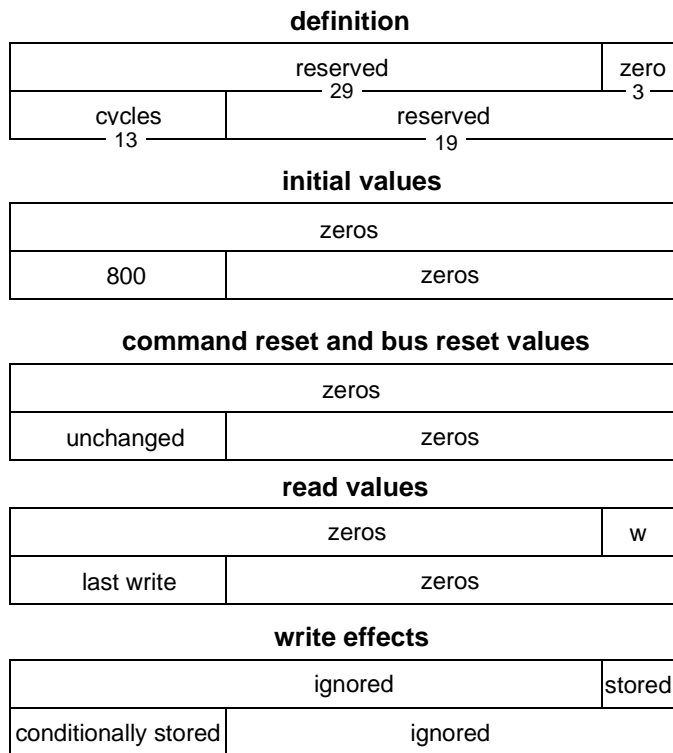 definition
reserved zero
29 3
cycles reserved
13 19
initial values
zeros
800 zeros
command reset and bus reset values
zeros
unchanged zeros
read values
zeros w
last write zeros
write effects
ignored stored
conditionally stored ignored